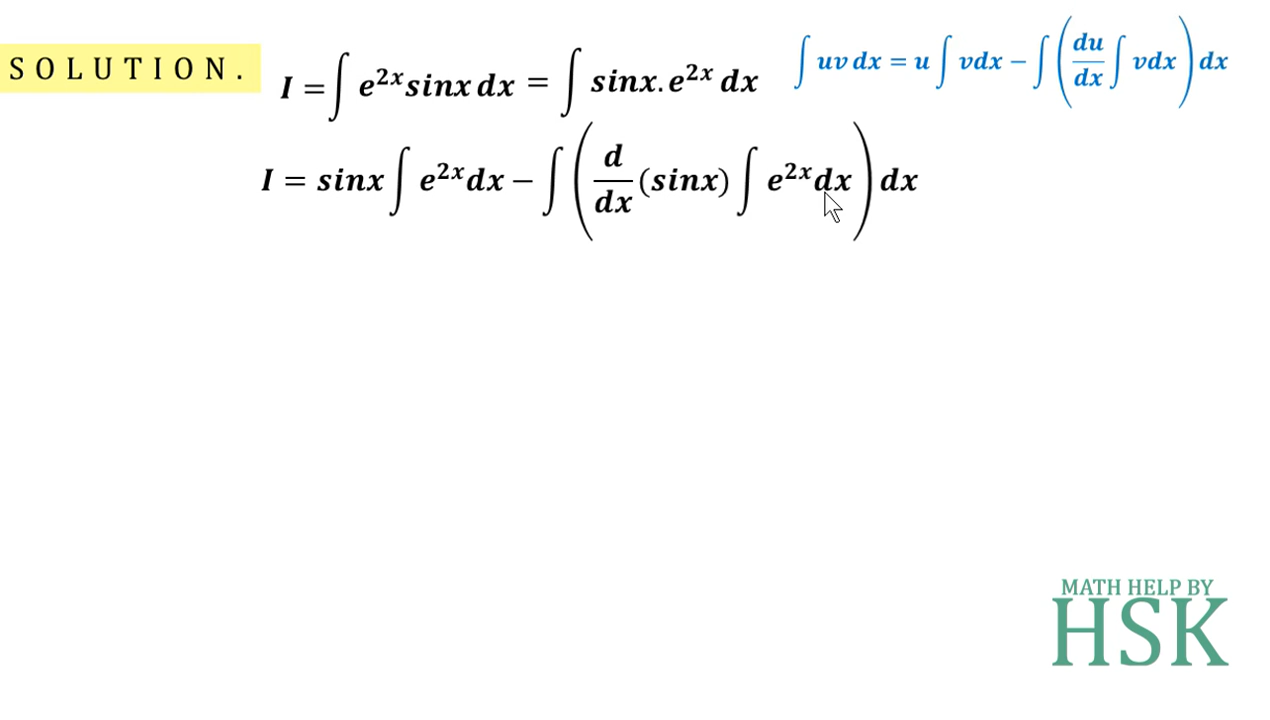 SOLUTION.
I = ∫ e^{2x} sinx dx = ∫ sinx. e^{2x} dx
∫ uv dx = u ∫ vdx − ∫ (du/dx ∫ vdx) dx
I = sinx ∫ e^{2x} dx − ∫ (d/dx (sinx) ∫ e^{2x} dx) dx
MATH HELP BY
HSK